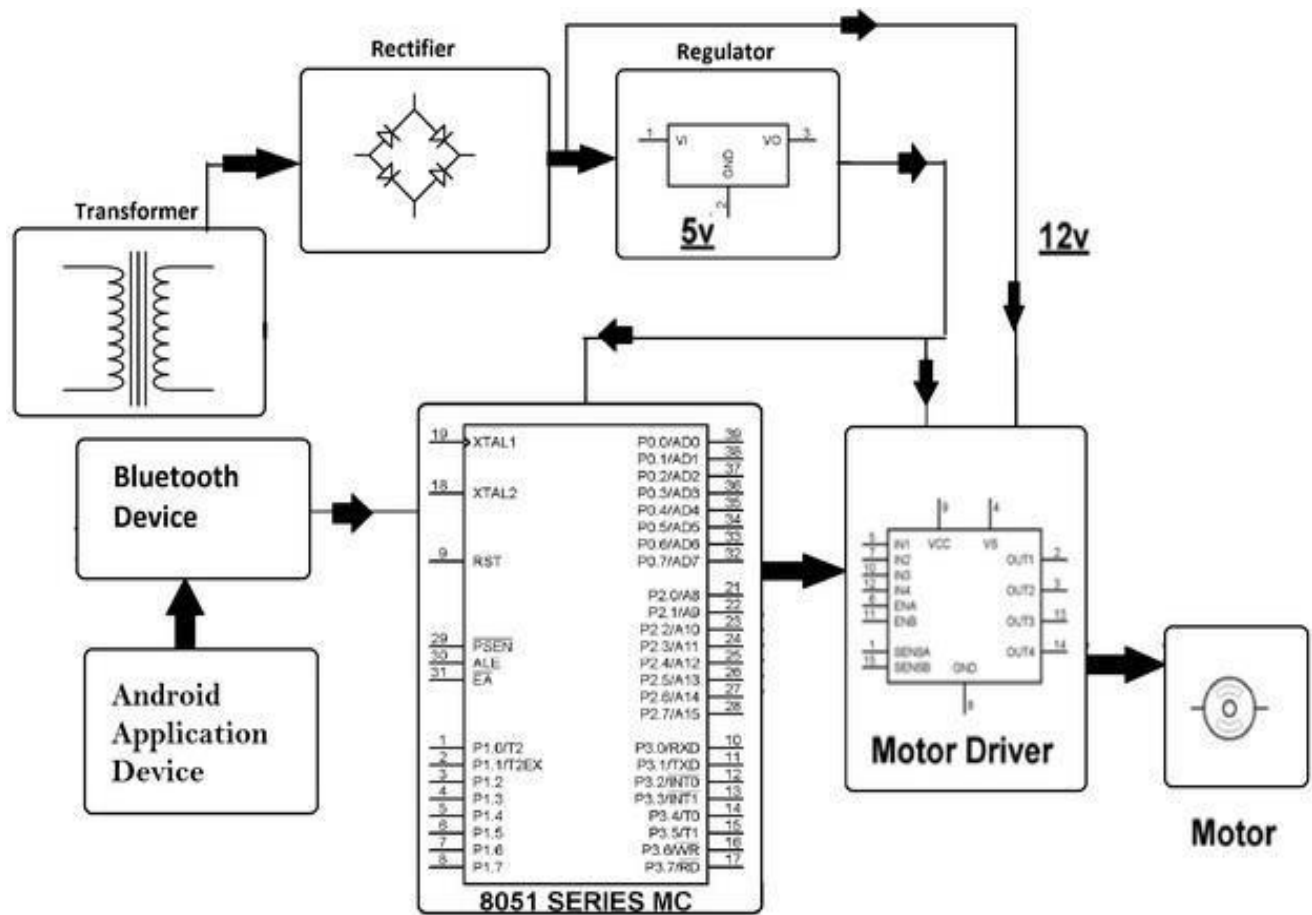 Rectifier
Regulator
1
VI
VO
3
GND
2
5v
12v
Transformer
Bluetooth
Device
Android
Application
Device
19
XTAL1
18
XTAL2
9
RST
29
PSEN
30
ALE
31
EA
1
P1.0/T2
2
P1.1/T2EX
3
P1.2
4
P1.3
5
P1.4
6
P1.5
7
P1.6
8
P1.7
P0.0/AD0
39
P0.1/AD1
38
P0.2/AD2
37
P0.3/AD3
36
P0.4/AD4
35
P0.5/AD5
34
P0.6/AD6
33
P0.7/AD7
32
P2.0/A8
21
P2.1/A9
22
P2.2/A10
23
P2.3/A11
24
P2.4/A12
25
P2.5/A13
26
P2.6/A14
27
P2.7/A15
28
P3.0/RXD
10
P3.1/TXD
11
P3.2/INT0
12
P3.3/INT1
13
P3.4/T0
14
P3.5/T1
15
P3.6/WR
16
P3.7/RD
17
8051 SERIES MC
9
4
VCC
VS
5
IN1
7
IN2
10
IN3
12
IN4
6
ENA
11
ENB
1
SENSA
15
SENSB
GND
8
OUT1
2
OUT2
3
OUT3
13
OUT4
14
Motor Driver
Motor